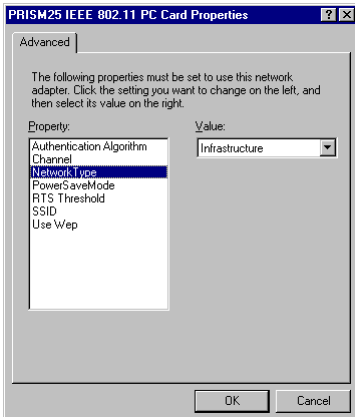 PRISM25 IEEE 802.11 PC Card Properties
Advanced
The following properties must be set to use this network
adapter. Click the setting you want to change on the left, and
then select its value on the right.
Property:
Value:
Authentication Algorithm
Channel
NetworkType
PowerSaveMode
RTS Threshold
SSID
Use Wep
Infrastructure
OK
Cancel